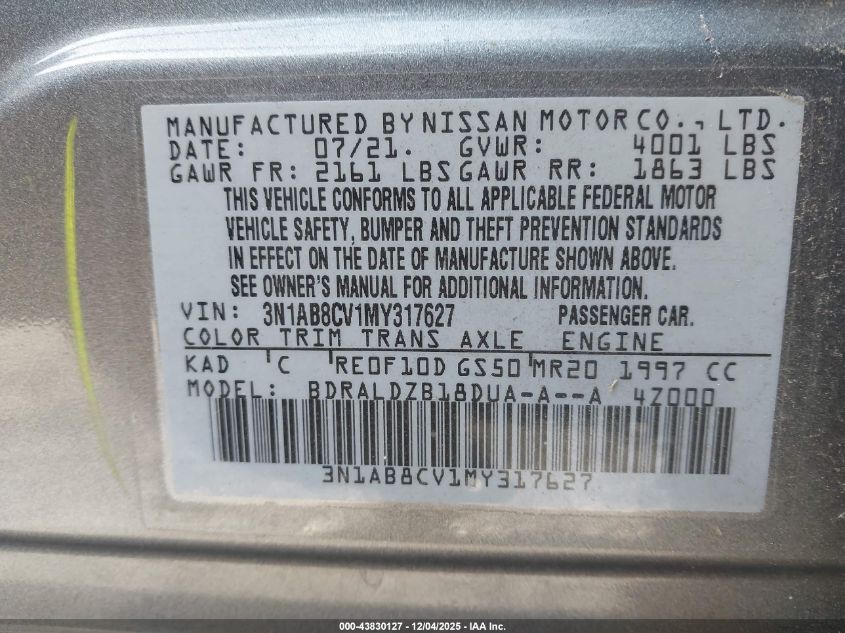 MANUFACTURED BY NISSAN MOTOR CO., LTD.
DATE: 07/21. GVWR: 4001 LBS
GAWR FR: 2161 LBS GAWR RR: 1863 LBS
THIS VEHICLE CONFORMS TO ALL APPLICABLE FEDERAL MOTOR
VEHICLE SAFETY, BUMPER AND THEFT PREVENTION STANDARDS
IN EFFECT ON THE DATE OF MANUFACTURE SHOWN ABOVE.
SEE OWNER'S MANUAL FOR ADDITIONAL INFORMATION.
VIN: 3N1AB8CV1MY317627 PASSENGER CAR.
COLOR TRIM TRANS AXLE ENGINE
KAD 'C RE0F10D GS50 MR20 1997 CC
MODEL: BDRALDZB18DUA-A--A 4Z000
3N1AB8CV1MY317627
000-43830127 - 12/04/2025 - IAA Inc.